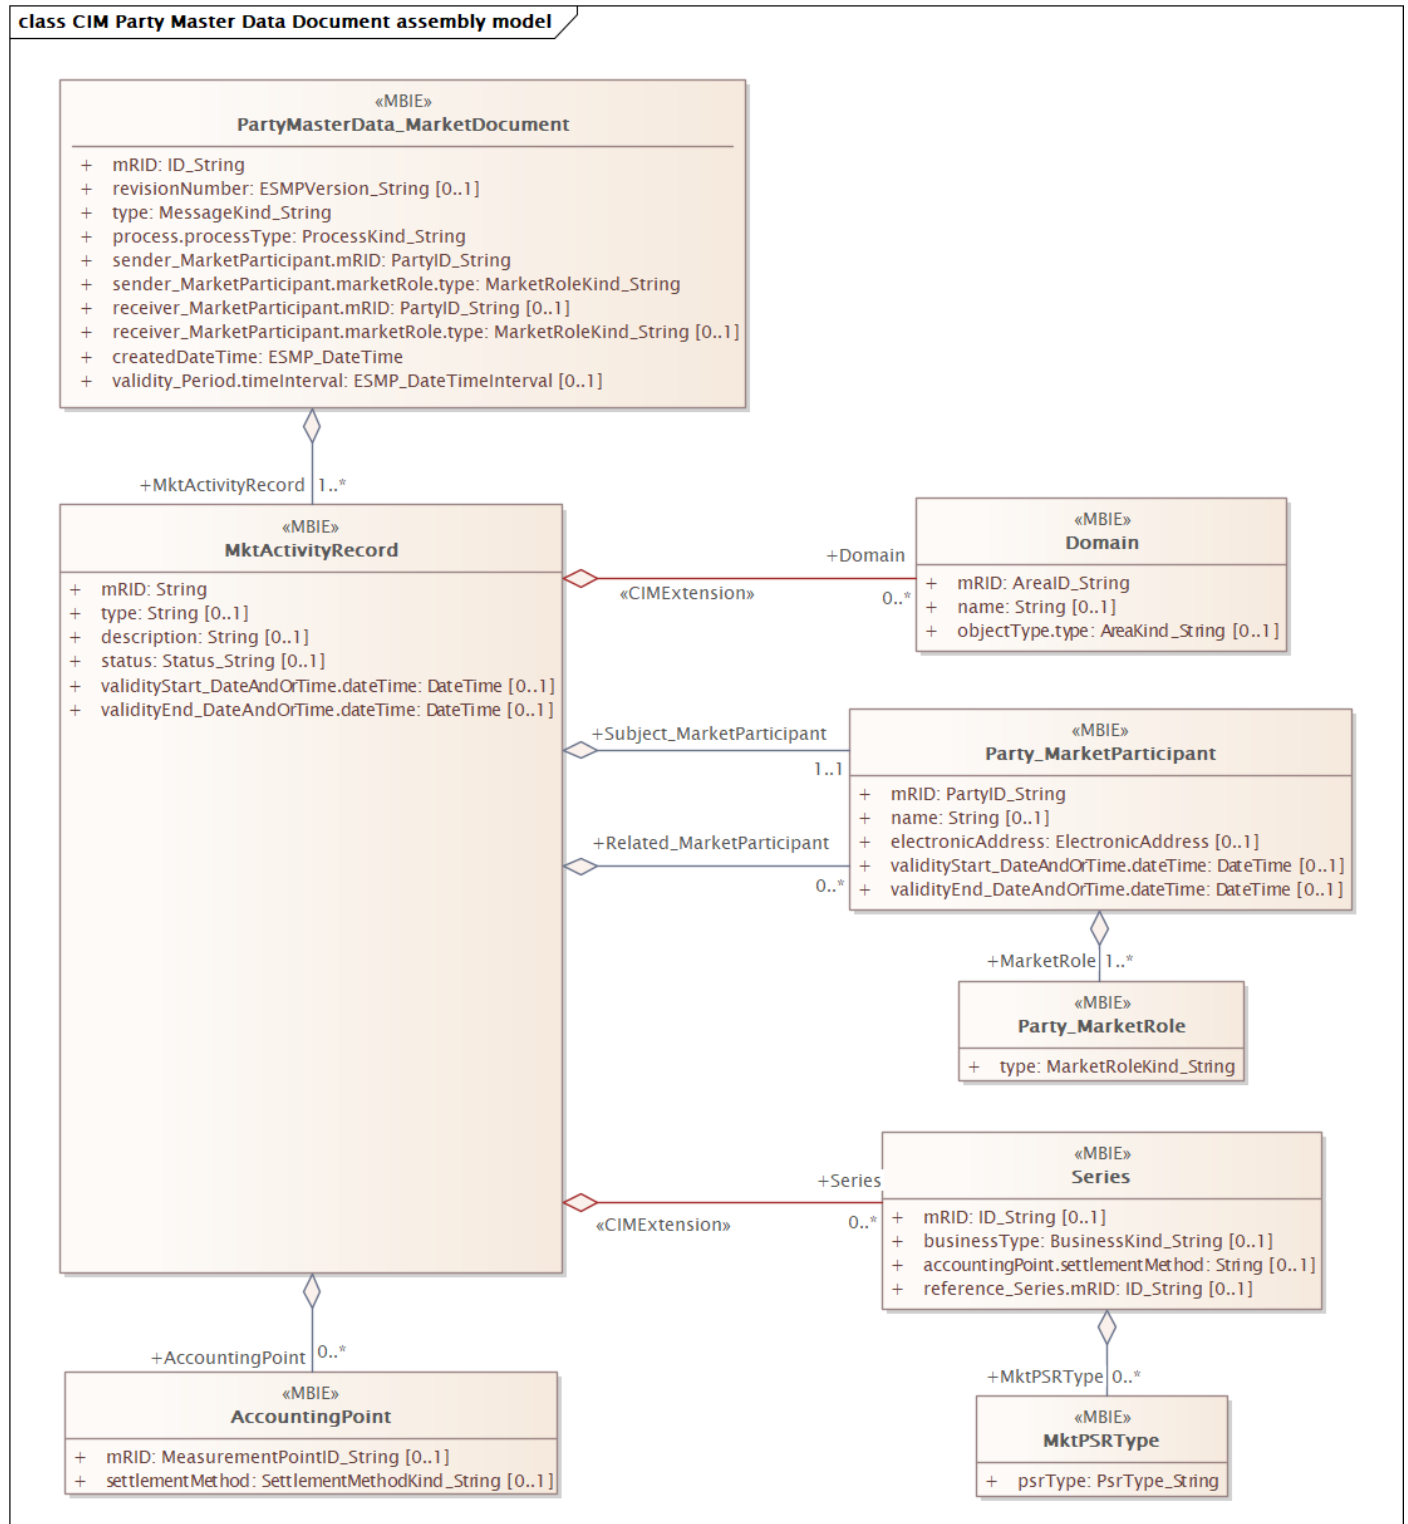 class CIM Party Master Data Document assembly model
«MBIE»
PartyMasterData_MarketDocument
+ mRID: ID_String
+ revisionNumber: ESMPVersion_String [0..1]
+ type: MessageKind_String
+ process.processType: ProcessKind_String
+ sender_MarketParticipant.mRID: PartyID_String
+ sender_MarketParticipant.marketRole.type: MarketRoleKind_String
+ receiver_MarketParticipant.mRID: PartyID_String [0..1]
+ receiver_MarketParticipant.marketRole.type: MarketRoleKind_String [0..1]
+ createdDateTime: ESMP_DateTime
+ validity_Period.timeInterval: ESMP_DateTimeInterval [0..1]
+MktActivityRecord 1..*
«MBIE»
MktActivityRecord
+ mRID: String
+ type: String [0..1]
+ description: String [0..1]
+ status: Status_String [0..1]
+ validityStart_DateAndOrTime.dateTime: DateTime [0..1]
+ validityEnd_DateAndOrTime.dateTime: DateTime [0..1]
+Domain
«CIMExtension» 0..*
«MBIE»
Domain
+ mRID: AreaID_String
+ name: String [0..1]
+ objectType.type: AreaKind_String [0..1]
+Subject_MarketParticipant
1..1
+Related_MarketParticipant
0..*
«MBIE»
Party_MarketParticipant
+ mRID: PartyID_String
+ name: String [0..1]
+ electronicAddress: ElectronicAddress [0..1]
+ validityStart_DateAndOrTime.dateTime: DateTime [0..1]
+ validityEnd_DateAndOrTime.dateTime: DateTime [0..1]
+MarketRole 1..*
«MBIE»
Party_MarketRole
+ type: MarketRoleKind_String
+Series
«CIMExtension» 0..*
«MBIE»
Series
+ mRID: ID_String [0..1]
+ businessType: BusinessKind_String [0..1]
+ accountingPoint.settlementMethod: String [0..1]
+ reference_Series.mRID: ID_String [0..1]
+MktPSRType 0..*
«MBIE»
MktPSRType
+ psrType: PsrType_String
+AccountingPoint 0..*
«MBIE»
AccountingPoint
+ mRID: MeasurementPointID_String [0..1]
+ settlementMethod: SettlementMethodKind_String [0..1]